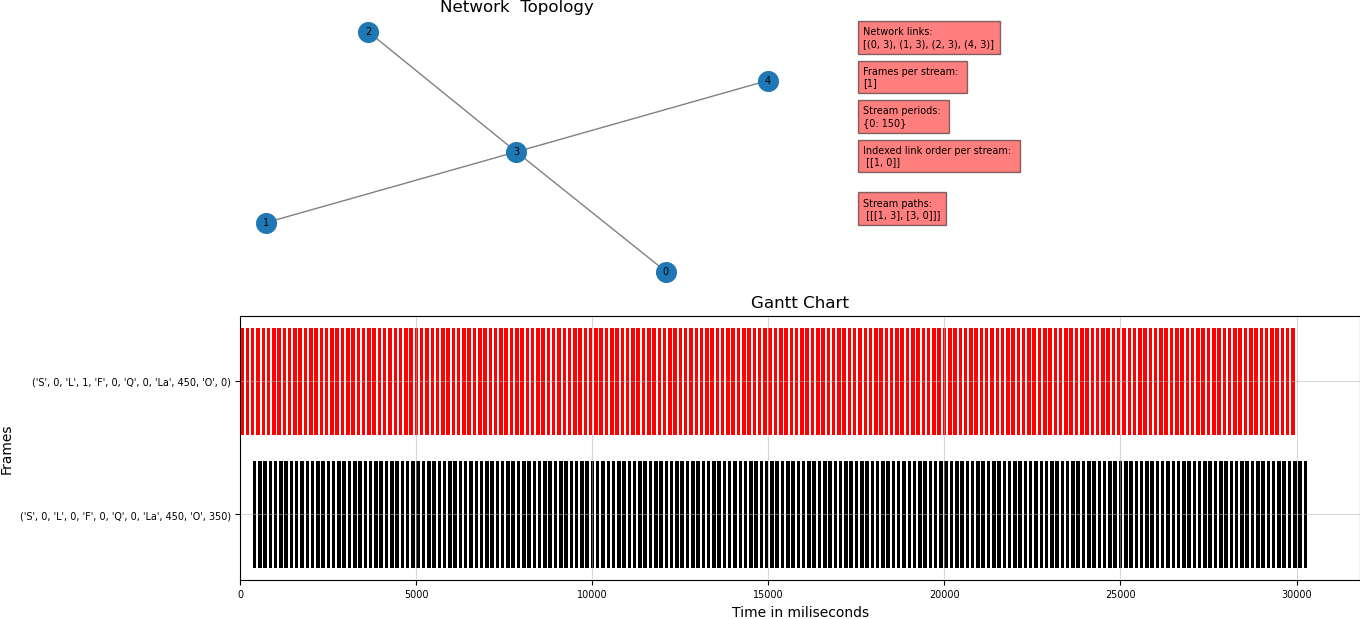 Network  Topology
2
4
3
1
0
Network links:
[(0, 3), (1, 3), (2, 3), (4, 3)]
Frames per stream:
[1]
Stream periods:
{0: 150}
Indexed link order per stream:
[[1, 0]]
Stream paths:
[[[1, 3], [3, 0]]]
Gantt Chart
Frames
('S', 0, 'L', 1, 'F', 0, 'Q', 0, 'La', 450, 'O', 0)
('S', 0, 'L', 0, 'F', 0, 'Q', 0, 'La', 450, 'O', 350)
0 5000 10000 15000 20000 25000 30000
Time in miliseconds